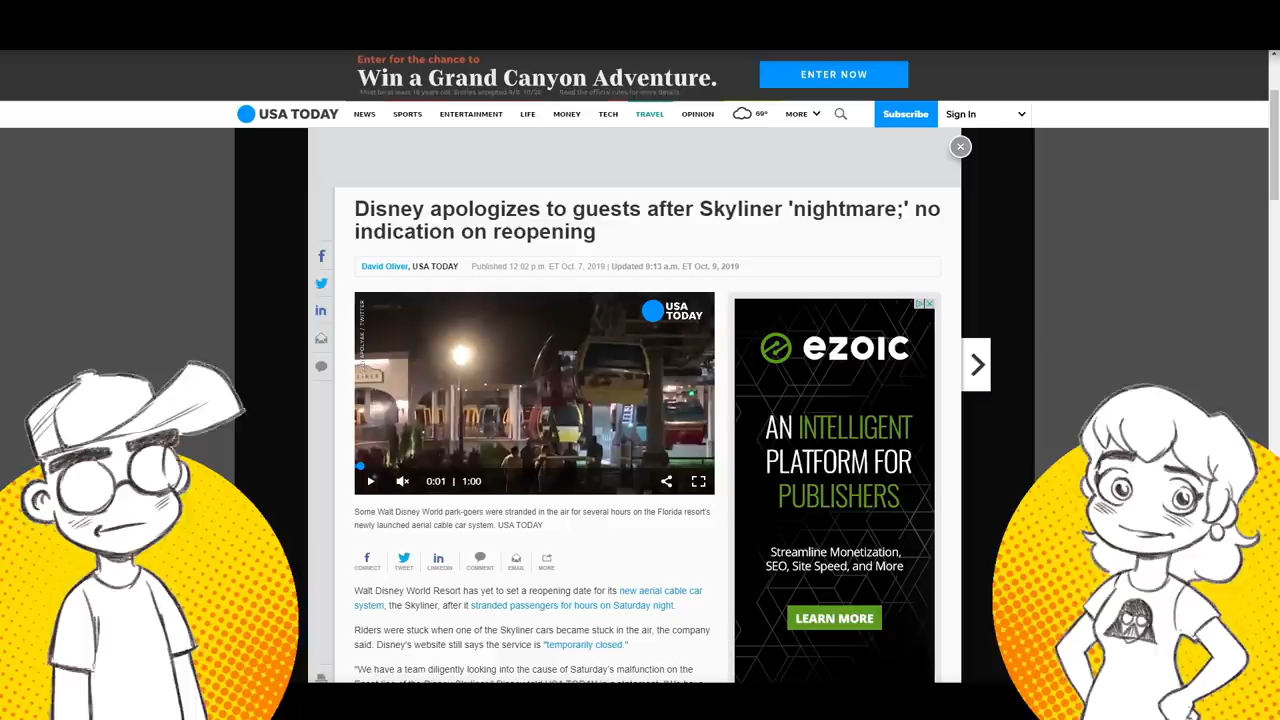 Enter for the chance to
Win a Grand Canyon Adventure.
ENTER NOW
USA TODAY
NEWS
SPORTS
ENTERTAINMENT
LIFE
MONEY
TECH
TRAVEL
OPINION
69°
MORE
Subscribe
Sign In
Disney apologizes to guests after Skyliner 'nightmare;' no
indication on reopening
David Oliver, USA TODAY
Published 12:02 p.m. ET Oct. 7, 2019 | Updated 9:13 a.m. ET Oct. 9, 2019
USA
TODAY
0:01 | 1:00
Some Walt Disney World park-goers were stranded in the air for several hours on the Florida resort's
newly launched aerial cable car system. USA TODAY
CONNECT
TWEET
LINKEDIN
COMMENT
EMAIL
MORE
Walt Disney World Resort has yet to set a reopening date for its new aerial cable car
system, the Skyliner, after it stranded passengers for hours on Saturday night.
Riders were stuck when one of the Skyliner cars became stuck in the air, the company
said. Disney's website still says the service is "temporarily closed."
"We have a team diligently looking into the cause of Saturday's malfunction on the
ezoic
AN INTELLIGENT
PLATFORM FOR
PUBLISHERS
Streamline Monetization,
SEO, Site Speed, and More
LEARN MORE